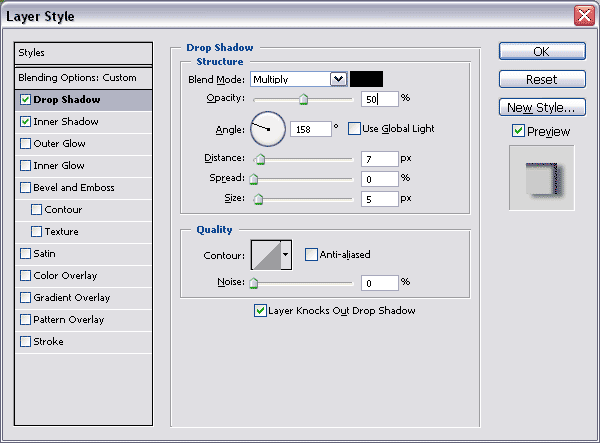 Layer Style
Styles
Blending Options: Custom
Drop Shadow
Inner Shadow
Outer Glow
Inner Glow
Bevel and Emboss
Contour
Texture
Satin
Color Overlay
Gradient Overlay
Pattern Overlay
Stroke
Drop Shadow
Structure
Blend Mode: Multiply
Opacity: 50 %
Angle: 158 ° Use Global Light
Distance: 7 px
Spread: 0 %
Size: 5 px
Quality
Contour: Anti-aliased
Noise: 0 %
Layer Knocks Out Drop Shadow
OK
Reset
New Style...
Preview